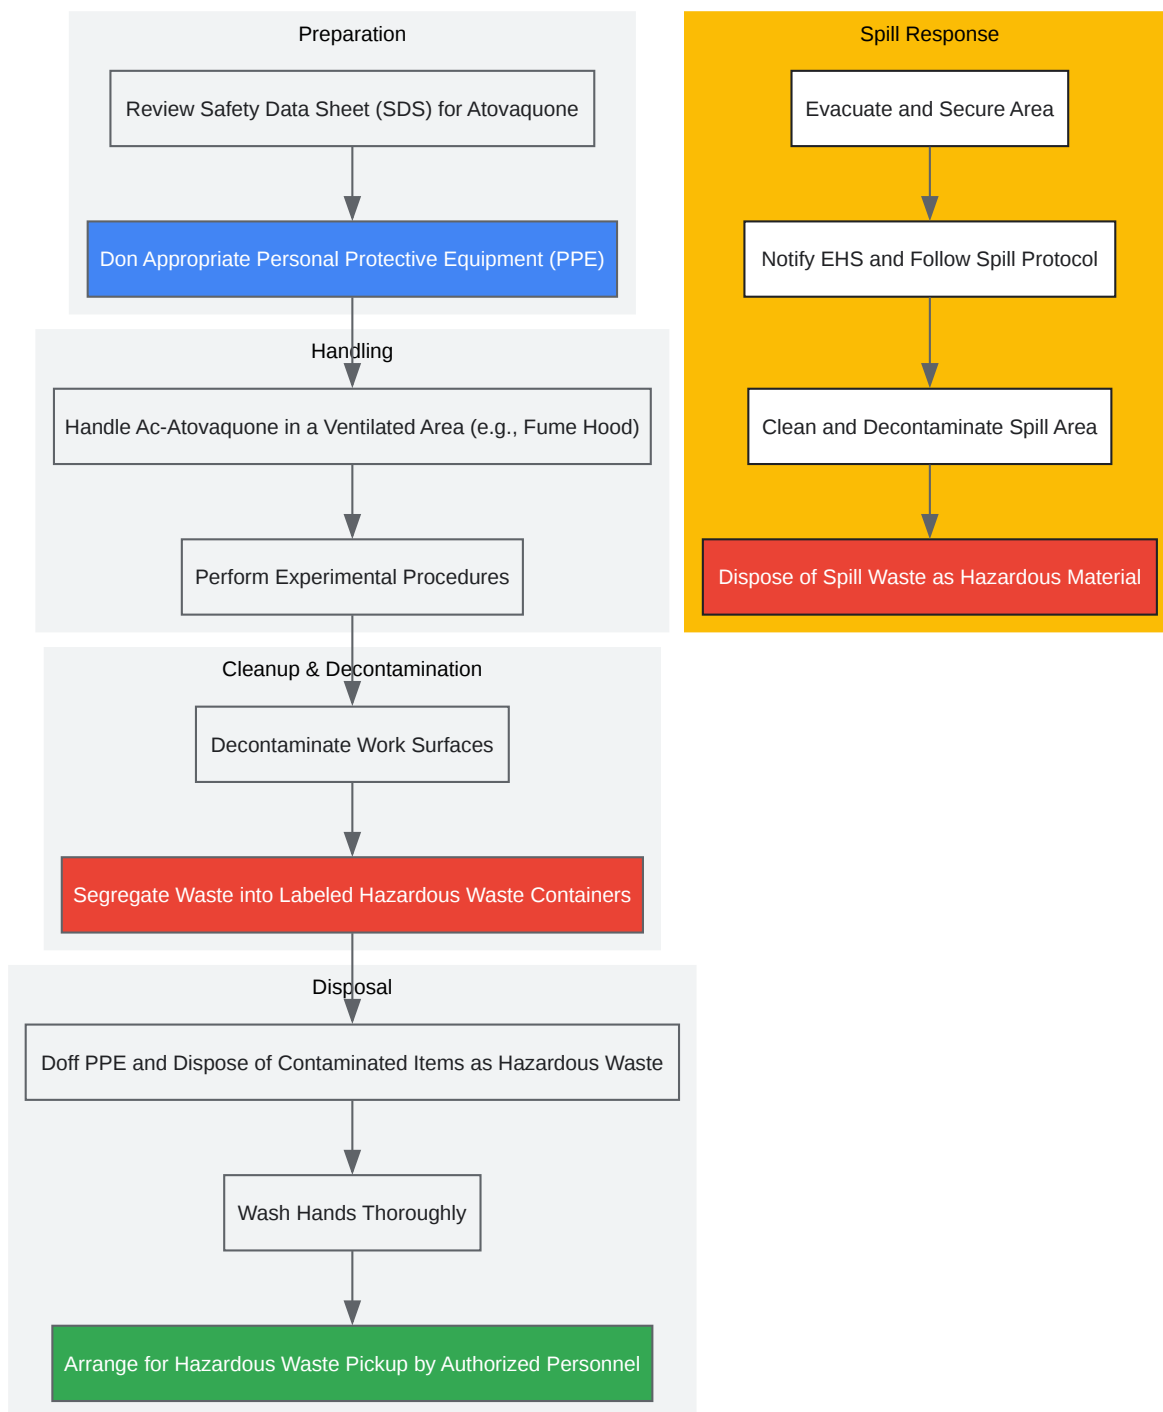 Preparation
Review Safety Data Sheet (SDS) for Atovaquone
Don Appropriate Personal Protective Equipment (PPE)
Handling
Handle Ac-Atovaquone in a Ventilated Area (e.g., Fume Hood)
Perform Experimental Procedures
Cleanup & Decontamination
Decontaminate Work Surfaces
Segregate Waste into Labeled Hazardous Waste Containers
Disposal
Doff PPE and Dispose of Contaminated Items as Hazardous Waste
Wash Hands Thoroughly
Arrange for Hazardous Waste Pickup by Authorized Personnel
Spill Response
Evacuate and Secure Area
Notify EHS and Follow Spill Protocol
Clean and Decontaminate Spill Area
Dispose of Spill Waste as Hazardous Material